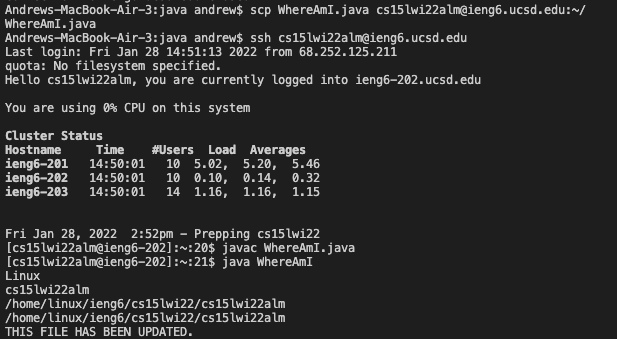 Andrews-MacBook-Air-3:java andrew$ scp WhereAmI.java cs15lwi22alm@ieng6.ucsd.edu:~/
WhereAmI.java
Andrews-MacBook-Air-3:java andrew$ ssh cs15lwi22alm@ieng6.ucsd.edu
Last login: Fri Jan 28 14:51:13 2022 from 68.252.125.211
quota: No filesystem specified.
Hello cs15lwi22alm, you are currently logged into ieng6-202.ucsd.edu
You are using 0% CPU on this system
Cluster Status
Hostname     Time    #Users  Load  Averages
ieng6-201   14:50:01   10  5.02,  5.20,  5.46
ieng6-202   14:50:01   10  0.10,  0.14,  0.32
ieng6-203   14:50:01   14  1.16,  1.16,  1.15
Fri Jan 28, 2022  2:52pm - Prepping cs15lwi22
[cs15lwi22alm@ieng6-202]:~:20$ javac WhereAmI.java
[cs15lwi22alm@ieng6-202]:~:21$ java WhereAmI
Linux
cs15lwi22alm
/home/linux/ieng6/cs15lwi22/cs15lwi22alm
/home/linux/ieng6/cs15lwi22/cs15lwi22alm
THIS FILE HAS BEEN UPDATED.